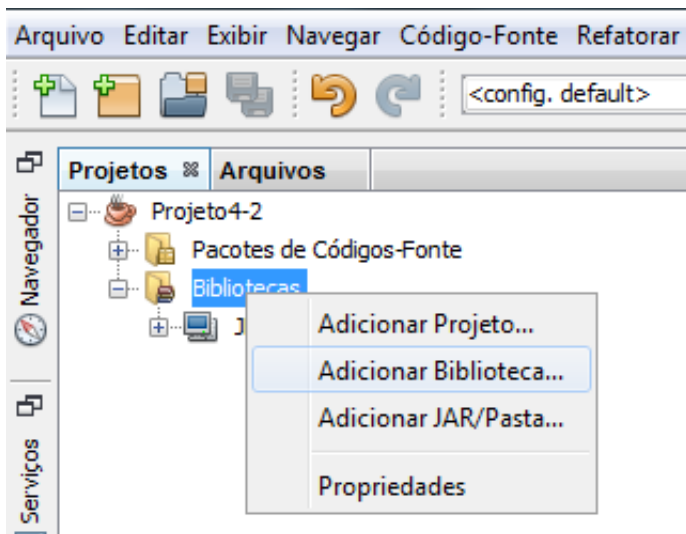 Arquivo Editar Exibir Navegar Código-Fonte Refatorar
<config. default>
Projetos Arquivos
Navegador
Serviços
Projeto4-2
Pacotes de Códigos-Fonte
Bibliotecas
J
Adicionar Projeto...
Adicionar Biblioteca...
Adicionar JAR/Pasta...
Propriedades